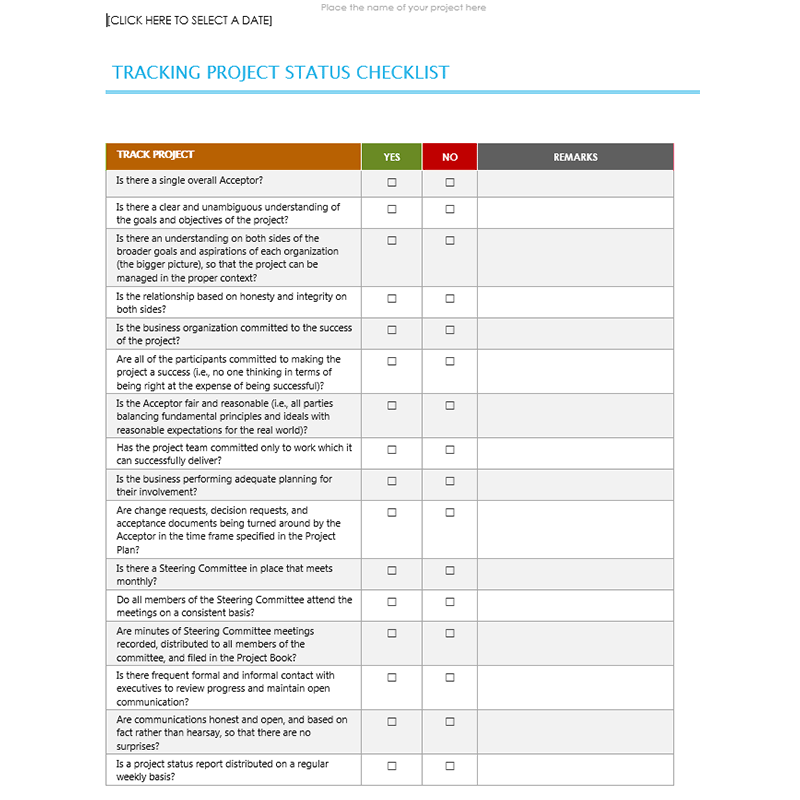 Place the name of your project here
[CLICK HERE TO SELECT A DATE]
TRACKING PROJECT STATUS CHECKLIST
TRACK PROJECT YES NO REMARKS
Is there a single overall Acceptor? ☐ ☐
Is there a clear and unambiguous understanding of ☐ ☐
the goals and objectives of the project?
Is there an understanding on both sides of the ☐ ☐
broader goals and aspirations of each organization
(the bigger picture), so that the project can be
managed in the proper context?
Is the relationship based on honesty and integrity on ☐ ☐
both sides?
Is the business organization committed to the success ☐ ☐
of the project?
Are all of the participants committed to making the ☐ ☐
project a success (i.e., no one thinking in terms of
being right at the expense of being successful)?
Is the Acceptor fair and reasonable (i.e., all parties ☐ ☐
balancing fundamental principles and ideals with
reasonable expectations for the real world)?
Has the project team committed only to work which it ☐ ☐
can successfully deliver?
Is the business performing adequate planning for ☐ ☐
their involvement?
Are change requests, decision requests, and ☐ ☐
acceptance documents being turned around by the
Acceptor in the time frame specified in the Project
Plan?
Is there a Steering Committee in place that meets ☐ ☐
monthly?
Do all members of the Steering Committee attend the ☐ ☐
meetings on a consistent basis?
Are minutes of Steering Committee meetings ☐ ☐
recorded, distributed to all members of the
committee, and filed in the Project Book?
Is there frequent formal and informal contact with ☐ ☐
executives to review progress and maintain open
communication?
Are communications honest and open, and based on ☐ ☐
fact rather than hearsay, so that there are no
surprises?
Is a project status report distributed on a regular ☐ ☐
weekly basis?